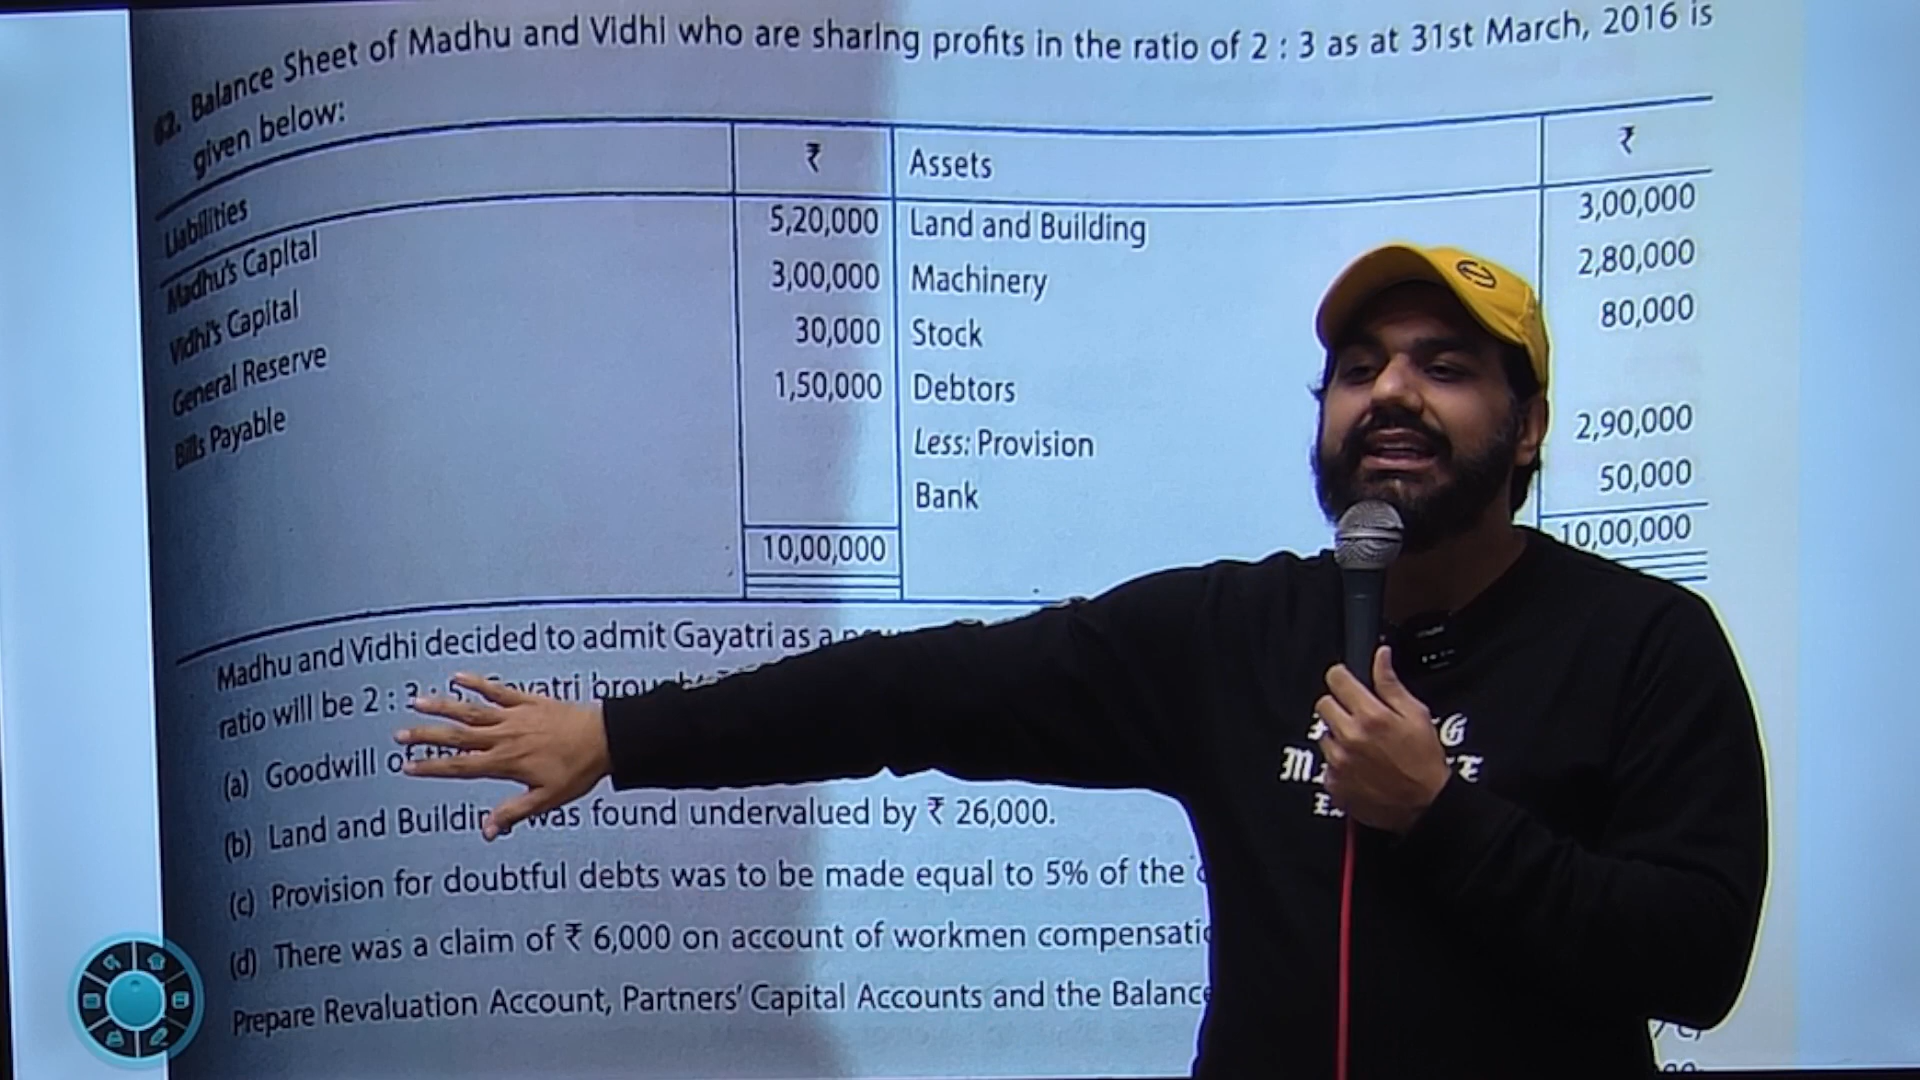 62. Balance Sheet of Madhu and Vidhi who are sharing profits in the ratio of 2 : 3 as at 31st March, 2016 is
given below:
Liabilities ₹ Assets ₹
Madhu's Capital 5,20,000 Land and Building 3,00,000
Vidhi's Capital 3,00,000 Machinery 2,80,000
General Reserve 30,000 Stock 80,000
Bills Payable 1,50,000 Debtors
Less: Provision 2,90,000
Bank 50,000
10,00,000 10,00,000
Madhu and Vidhi decided to admit Gayatri as a
ratio will be 2 : 3 : 5. Gayatri brought
(a) Goodwill of
(b) Land and Building was found undervalued by ₹ 26,000.
(c) Provision for doubtful debts was to be made equal to 5% of the
(d) There was a claim of ₹ 6,000 on account of workmen
Prepare Revaluation Account, Partners' Capital Accounts and the Balance